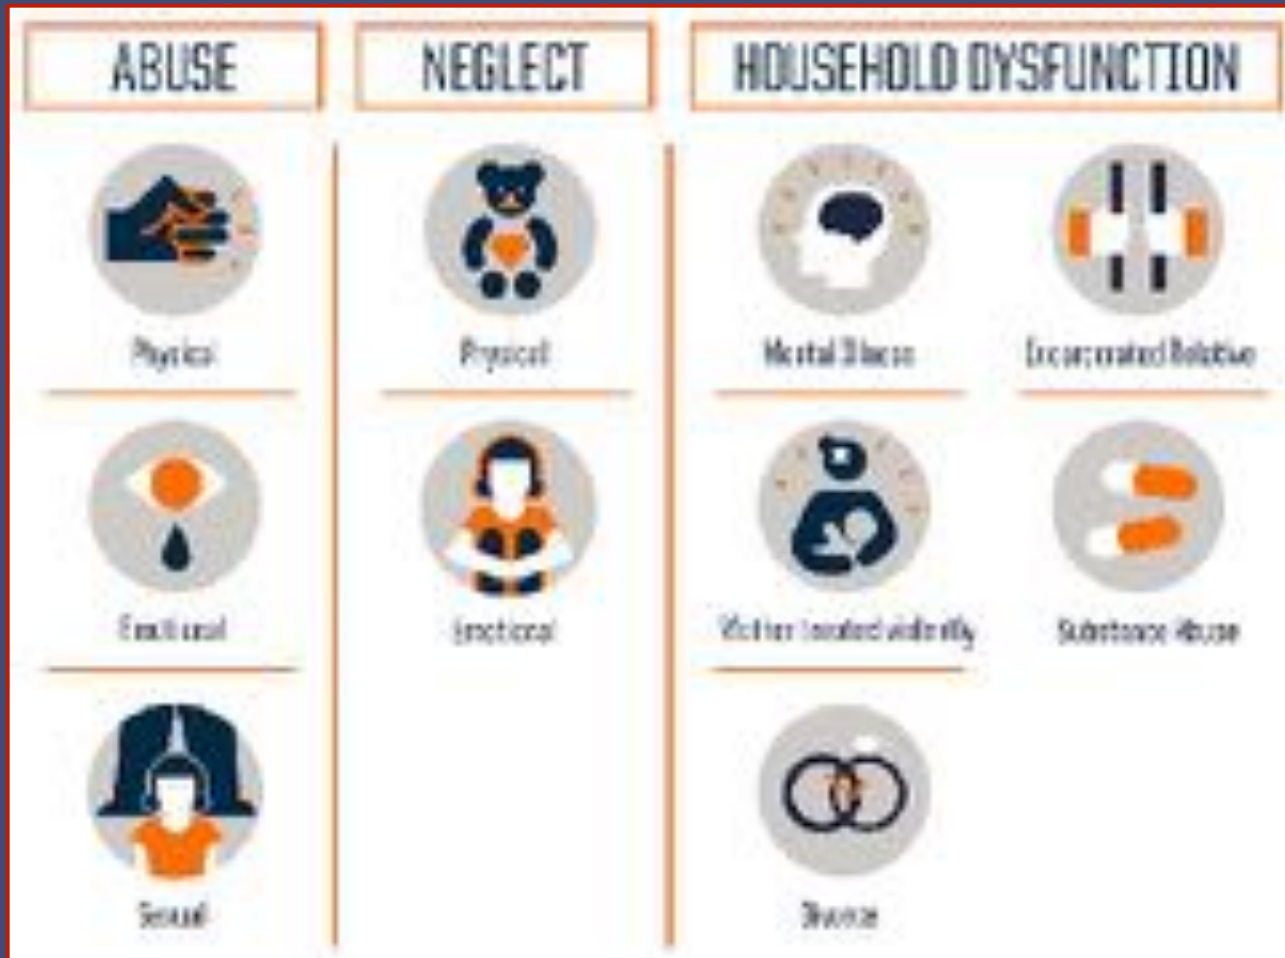 ABUSE
NEGLECT
HOUSEHOLD DYSFUNCTION
Physical
Physical
Mental Illness
Incarcerated Relative
Emotional
Emotional
Mother treated violently
Substance Abuse
Sexual
Divorce